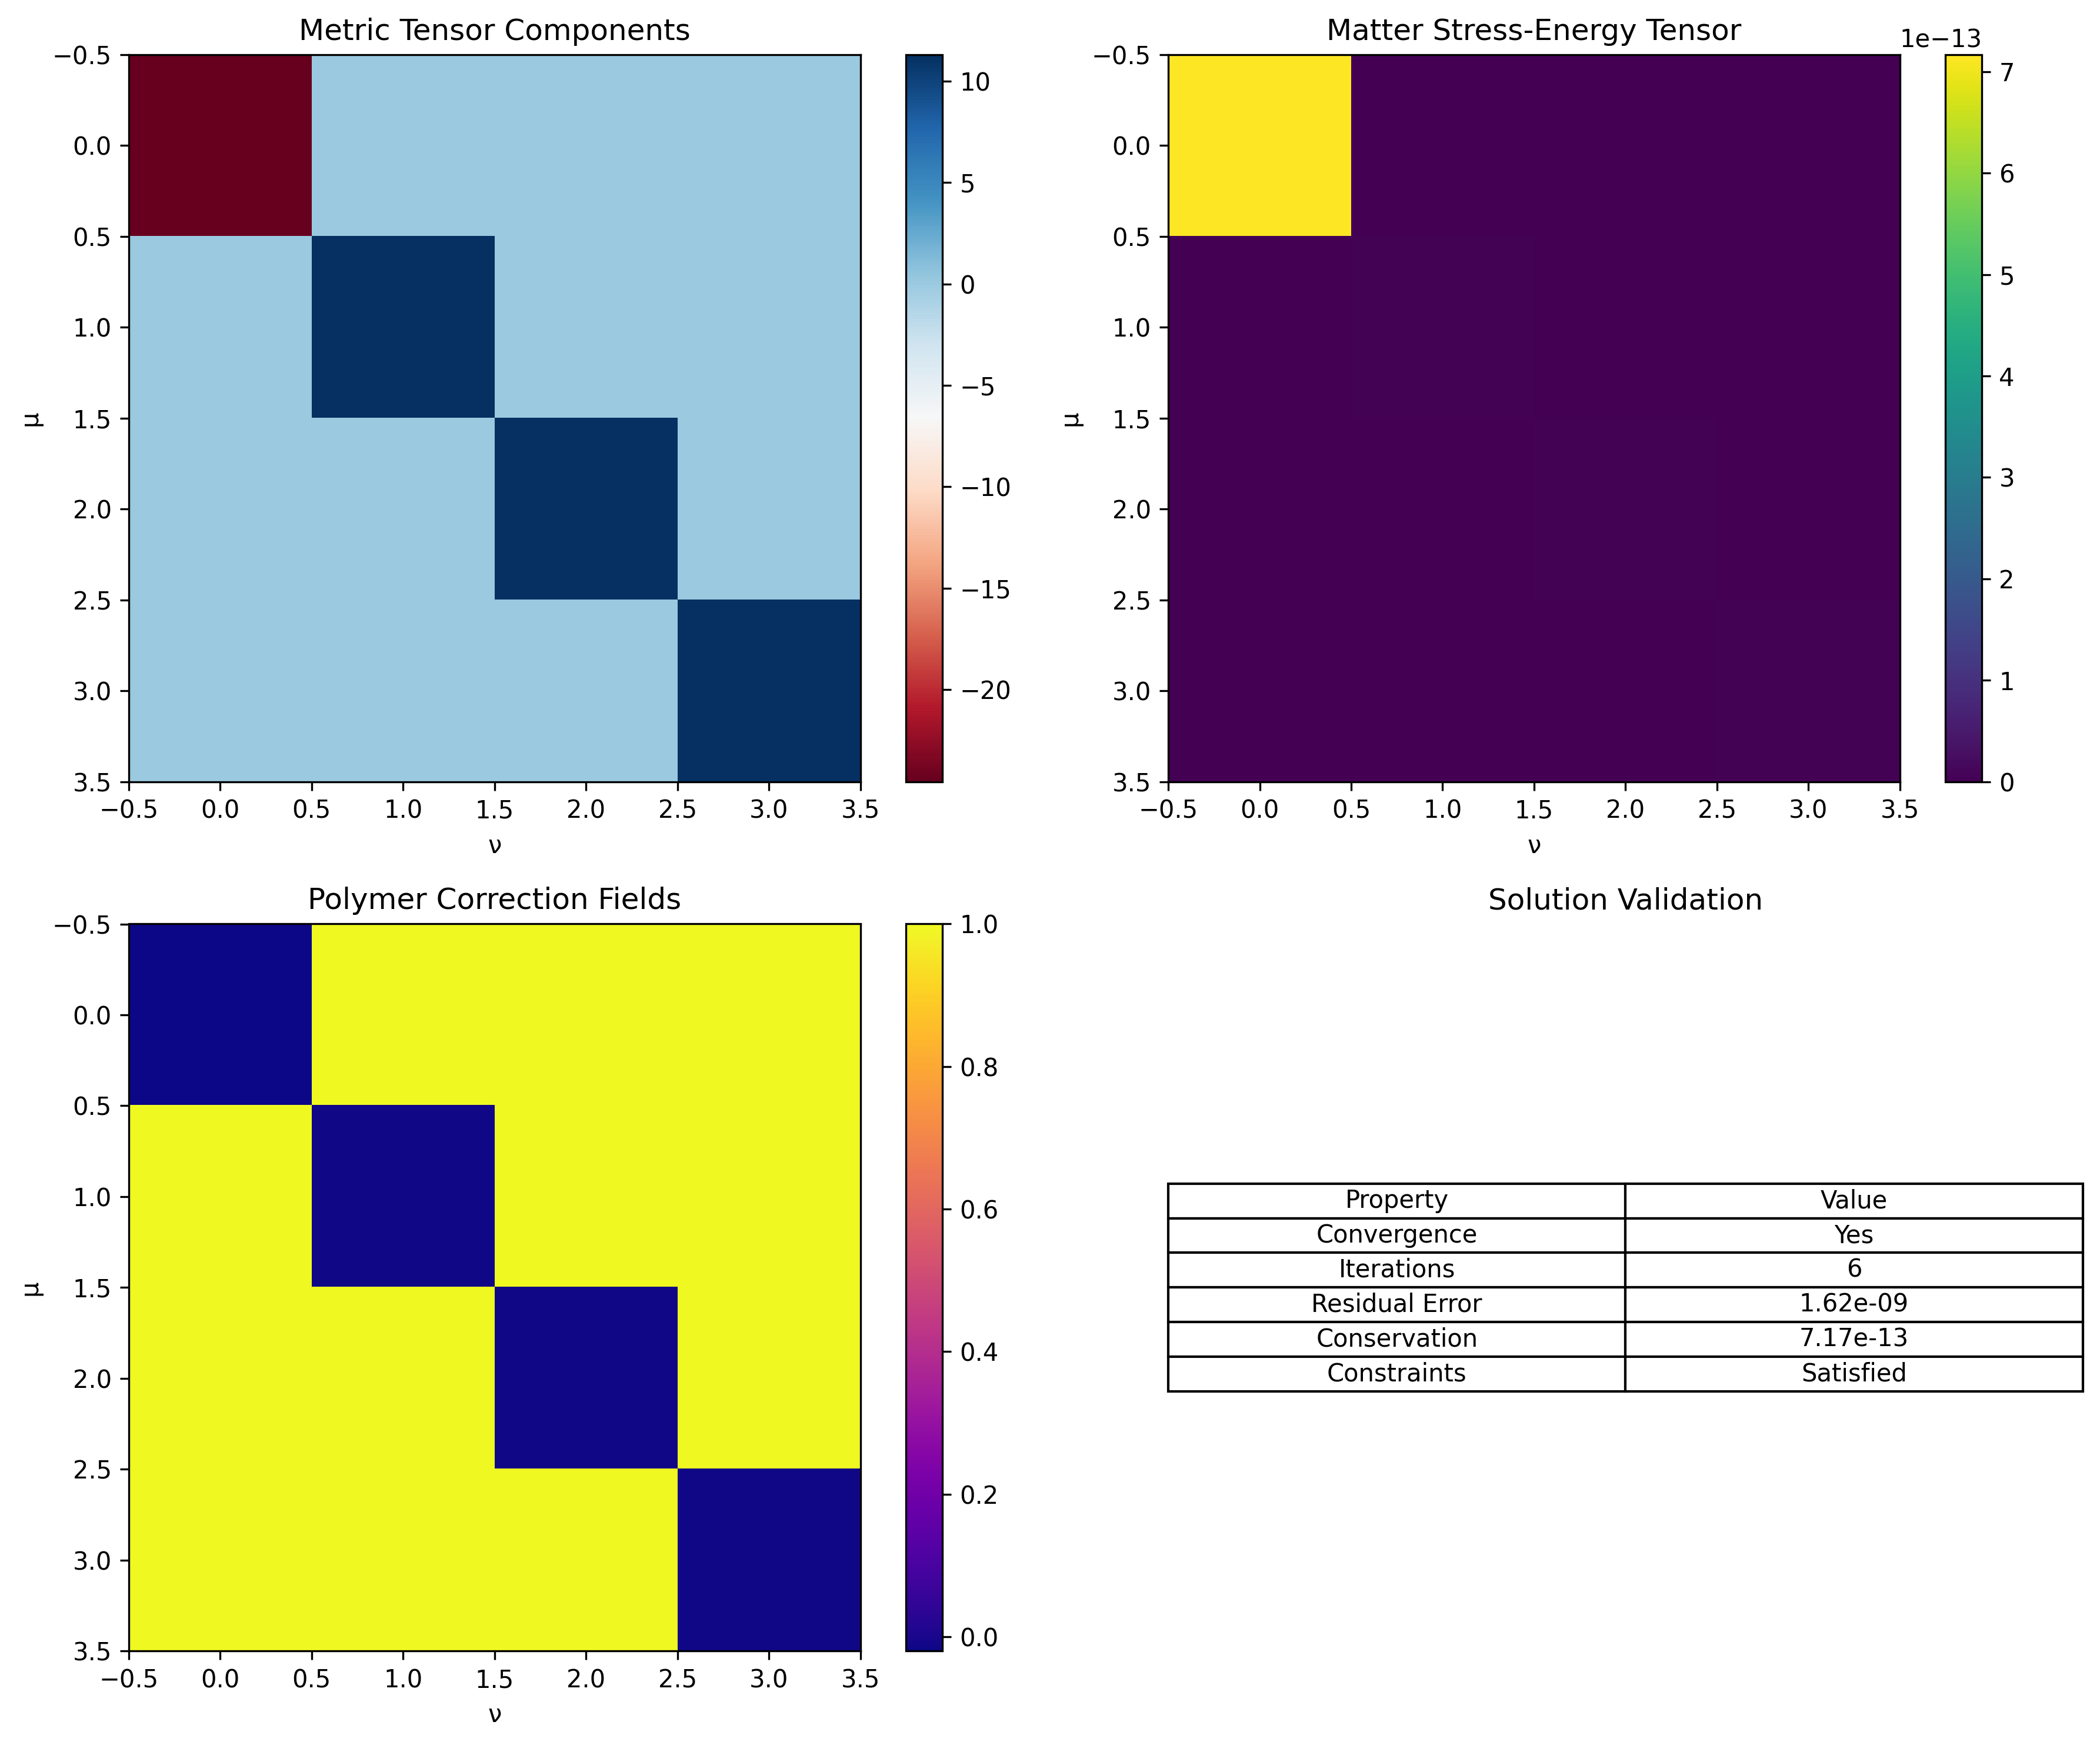 Metric Tensor Components
−0.5
0.0
0.5
1.0
1.5
2.0
2.5
3.0
3.5
μ
−0.5 0.0 0.5 1.0 1.5 2.0 2.5 3.0 3.5
ν
10
5
0
−5
−10
−15
−20
Matter Stress-Energy Tensor
1e−13
−0.5
0.0
0.5
1.0
1.5
2.0
2.5
3.0
3.5
μ
−0.5 0.0 0.5 1.0 1.5 2.0 2.5 3.0 3.5
ν
7
6
5
4
3
2
1
0
Polymer Correction Fields
−0.5
0.0
0.5
1.0
1.5
2.0
2.5
3.0
3.5
μ
−0.5 0.0 0.5 1.0 1.5 2.0 2.5 3.0 3.5
ν
1.0
0.8
0.6
0.4
0.2
0.0
Solution Validation
Property Value
Convergence Yes
Iterations 6
Residual Error 1.62e-09
Conservation 7.17e-13
Constraints Satisfied